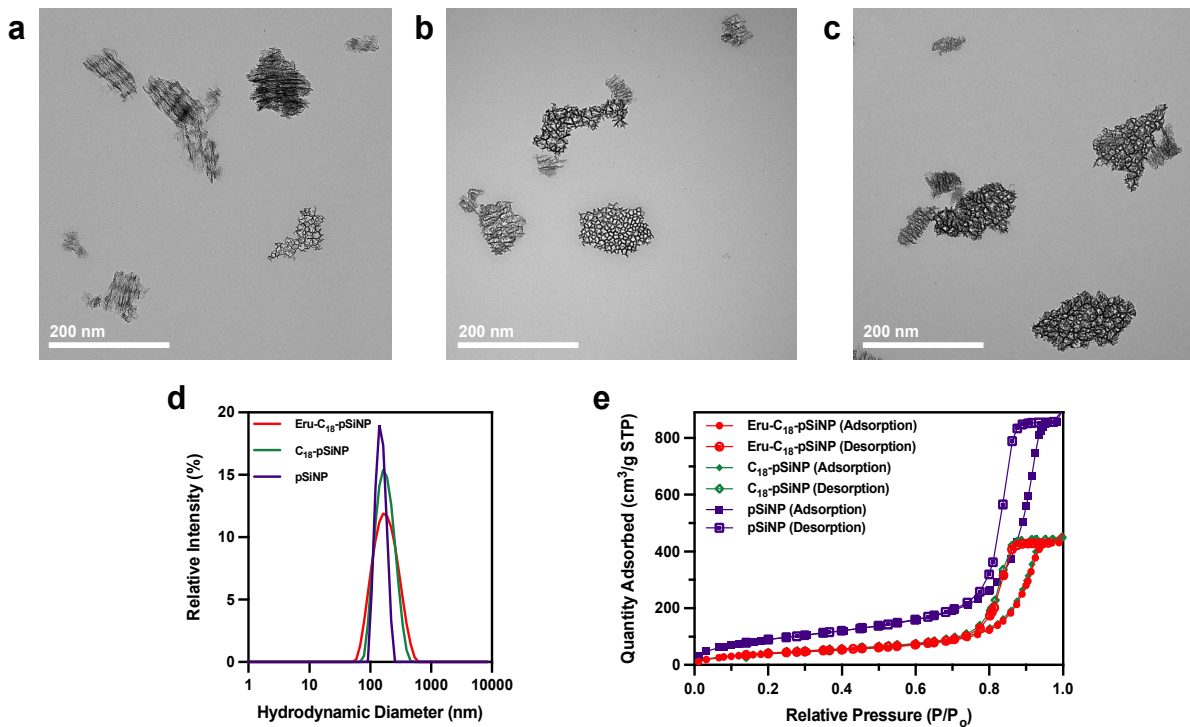 a
b
c
200 nm
200 nm
200 nm
d
20
15
10
5
0
Relative Intensity (%)
Eru-C₁₈-pSiNP
C₁₈-pSiNP
pSiNP
1
10
100
1000
10000
Hydrodynamic Diameter (nm)
e
800
600
400
200
0
Quantity Adsorbed (cm³/g STP)
Eru-C₁₈-pSiNP (Adsorption)
Eru-C₁₈-pSiNP (Desorption)
C₁₈-pSiNP (Adsorption)
C₁₈-pSiNP (Desorption)
pSiNP (Adsorption)
pSiNP (Desorption)
0.0
0.2
0.4
0.6
0.8
1.0
Relative Pressure (P/Pₒ)